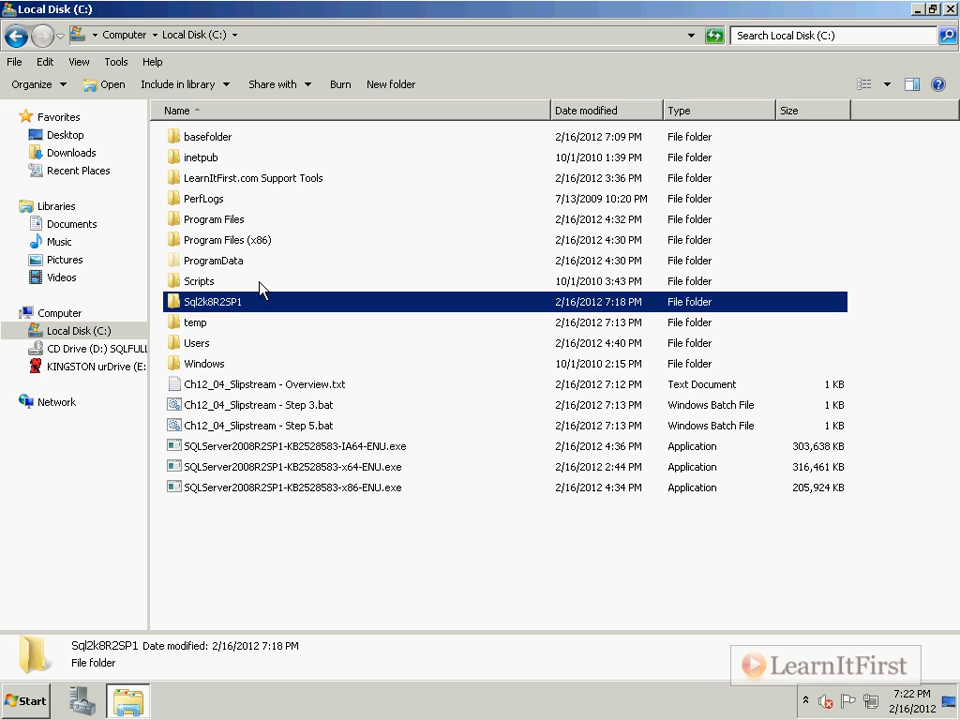 Local Disk (C:)
Computer Local Disk (C:) Search Local Disk (C:)
File Edit View Tools Help
Organize Open Include in library Share with Burn New folder
Name Date modified Type Size
Favorites
Desktop
Downloads
Recent Places
Libraries
Documents
Music
Pictures
Videos
Computer
Local Disk (C:)
CD Drive (D:) SQLFULL
KINGSTON urDrive (E:
Network
basefolder 2/16/2012 7:09 PM File folder
inetpub 10/1/2010 1:39 PM File folder
LearnItFirst.com Support Tools 2/16/2012 3:36 PM File folder
PerfLogs 7/13/2009 10:20 PM File folder
Program Files 2/16/2012 4:32 PM File folder
Program Files (x86) 2/16/2012 4:30 PM File folder
ProgramData 2/16/2012 4:30 PM File folder
Scripts 10/1/2010 3:43 PM File folder
Sql2k8R2SP1 2/16/2012 7:18 PM File folder
temp 2/16/2012 7:13 PM File folder
Users 2/16/2012 4:40 PM File folder
Windows 10/1/2010 2:15 PM File folder
Ch12_04_Slipstream - Overview.txt 2/16/2012 7:12 PM Text Document 1 KB
Ch12_04_Slipstream - Step 3.bat 2/16/2012 7:13 PM Windows Batch File 1 KB
Ch12_04_Slipstream - Step 5.bat 2/16/2012 7:13 PM Windows Batch File 1 KB
SQLServer2008R2SP1-KB2528583-IA64-ENU.exe 2/16/2012 4:36 PM Application 303,638 KB
SQLServer2008R2SP1-KB2528583-x64-ENU.exe 2/16/2012 2:44 PM Application 316,461 KB
SQLServer2008R2SP1-KB2528583-x86-ENU.exe 2/16/2012 4:34 PM Application 205,924 KB
Sql2k8R2SP1 Date modified: 2/16/2012 7:18 PM
File folder
LearnItFirst
Start
7:22 PM
2/16/2012